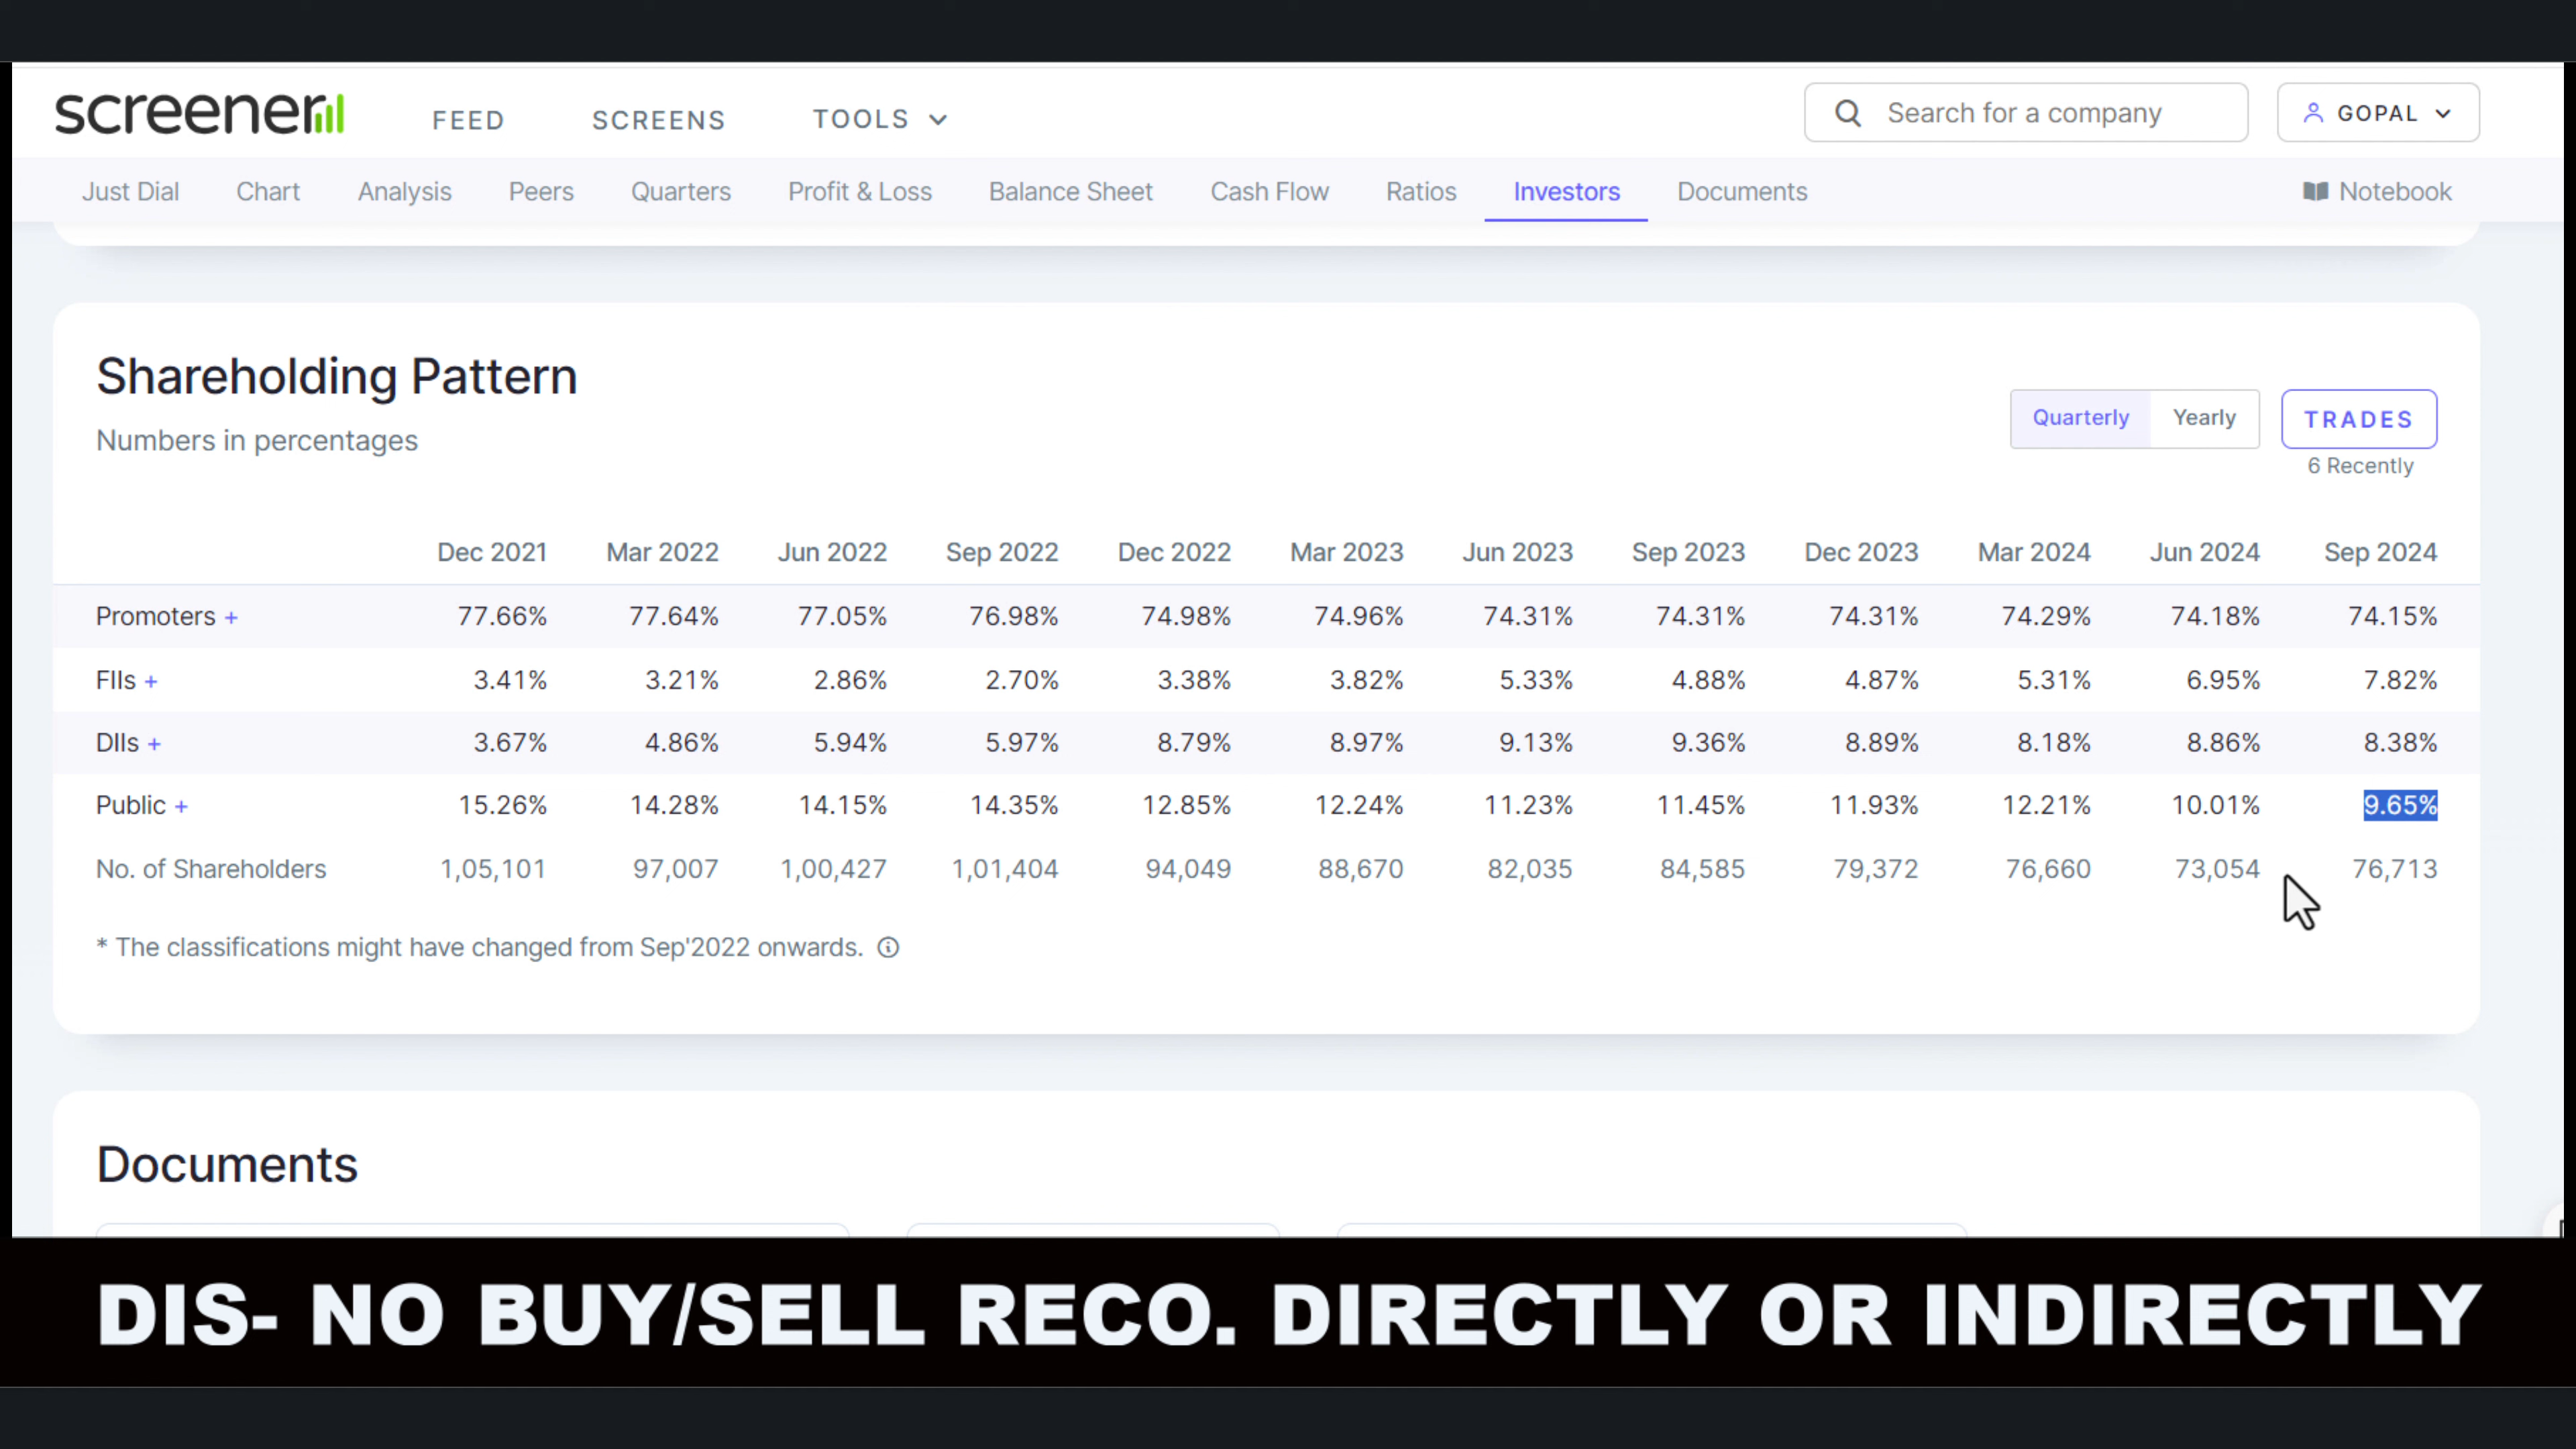 screener FEED SCREENS TOOLS Search for a company GOPAL
Just Dial Chart Analysis Peers Quarters Profit & Loss Balance Sheet Cash Flow Ratios Investors Documents Notebook
Shareholding Pattern
Numbers in percentages
Quarterly Yearly TRADES
6 Recently
Dec 2021 Mar 2022 Jun 2022 Sep 2022 Dec 2022 Mar 2023 Jun 2023 Sep 2023 Dec 2023 Mar 2024 Jun 2024 Sep 2024
Promoters + 77.66% 77.64% 77.05% 76.98% 74.98% 74.96% 74.31% 74.31% 74.31% 74.29% 74.18% 74.15%
FIIs + 3.41% 3.21% 2.86% 2.70% 3.38% 3.82% 5.33% 4.88% 4.87% 5.31% 6.95% 7.82%
DIIs + 3.67% 4.86% 5.94% 5.97% 8.79% 8.97% 9.13% 9.36% 8.89% 8.18% 8.86% 8.38%
Public + 15.26% 14.28% 14.15% 14.35% 12.85% 12.24% 11.23% 11.45% 11.93% 12.21% 10.01% 9.65%
No. of Shareholders 1,05,101 97,007 1,00,427 1,01,404 94,049 88,670 82,035 84,585 79,372 76,660 73,054 76,713
* The classifications might have changed from Sep'2022 onwards.
Documents
DIS- NO BUY/SELL RECO. DIRECTLY OR INDIRECTLY